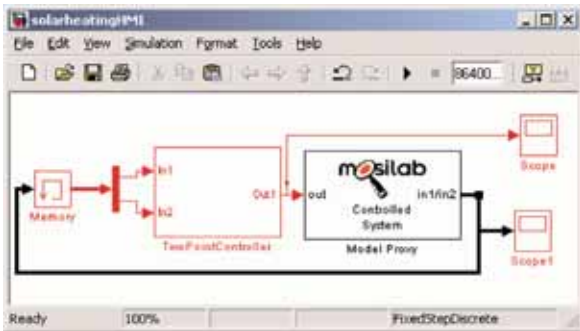 solarheatingHMI
File Edit View Simulation Format Tools Help
86400
Scope
mosilab
In1
Out1
out
in1/in2
Memory
In2
Controlled
System
TwoPointController
Model Proxy
Scope1
Ready 100% FixedStepDiscrete